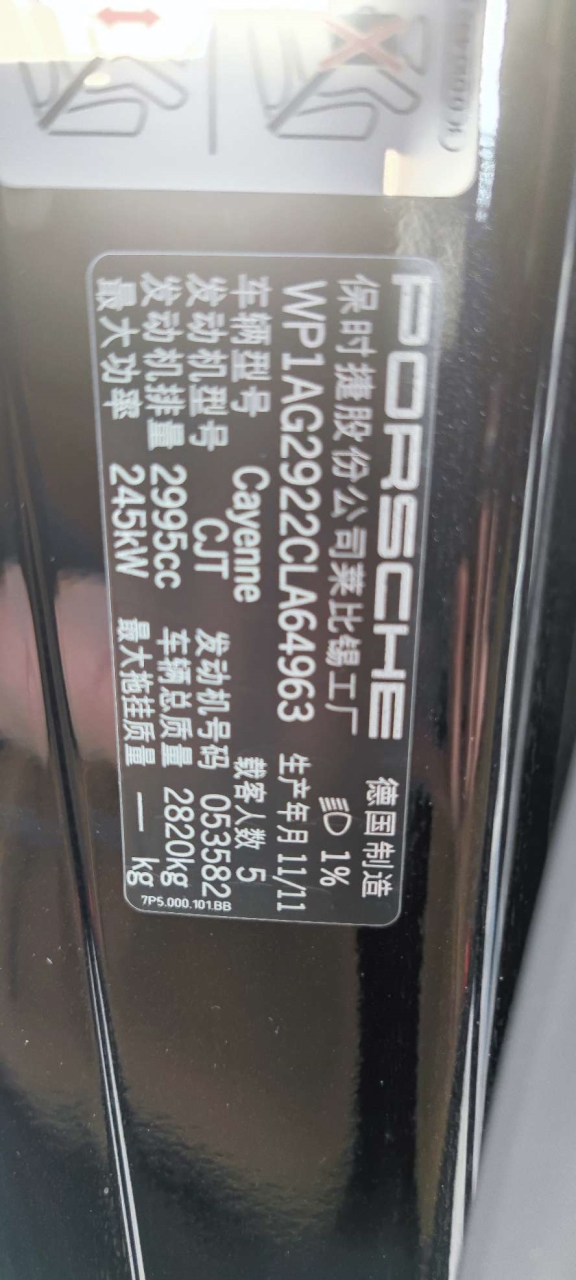 PORSCHE 德国制造
保时捷股份公司莱比锡工厂 1%
WP1AG2922CLA64963 生产年月 11/11
车辆型号 Cayenne 载客人数 5
发动机型号 CJT 发动机号码 053582
发动机排量 2995cc 车辆总质量 2820kg
最大功率 245kW 最大拖挂质量 — kg
7P5.000.101.BB